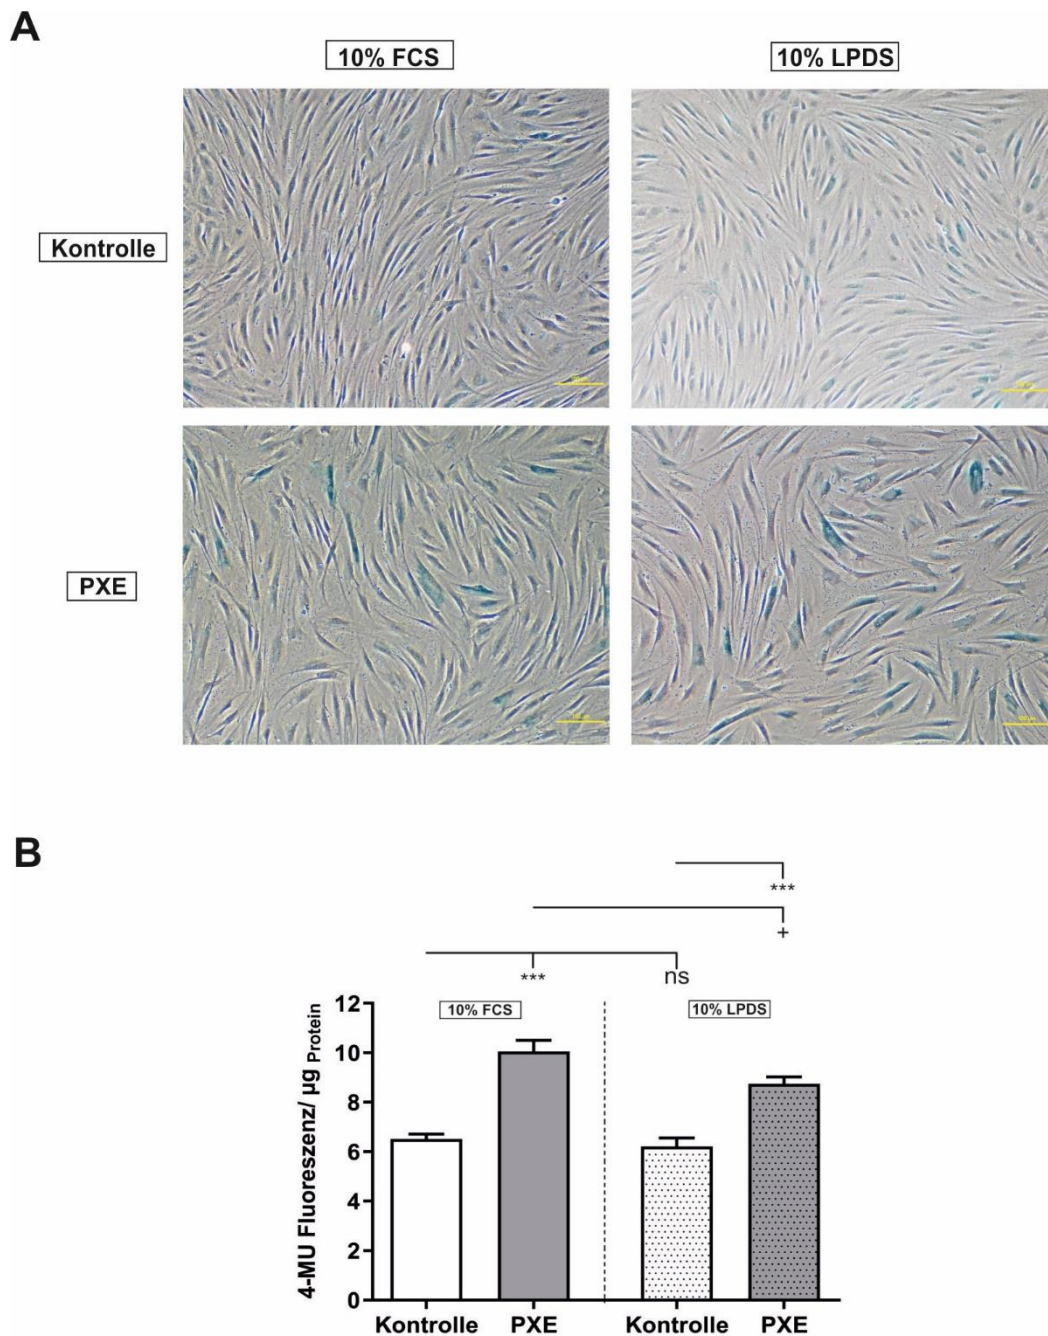 A
10% FCS
10% LPDS
Kontrolle
PXE
B
***
+
***
ns
12
10% FCS
10% LPDS
10
8
6
4
2
0
4-MU Fluoreszenz/ µg Protein
Kontrolle
PXE
Kontrolle
PXE